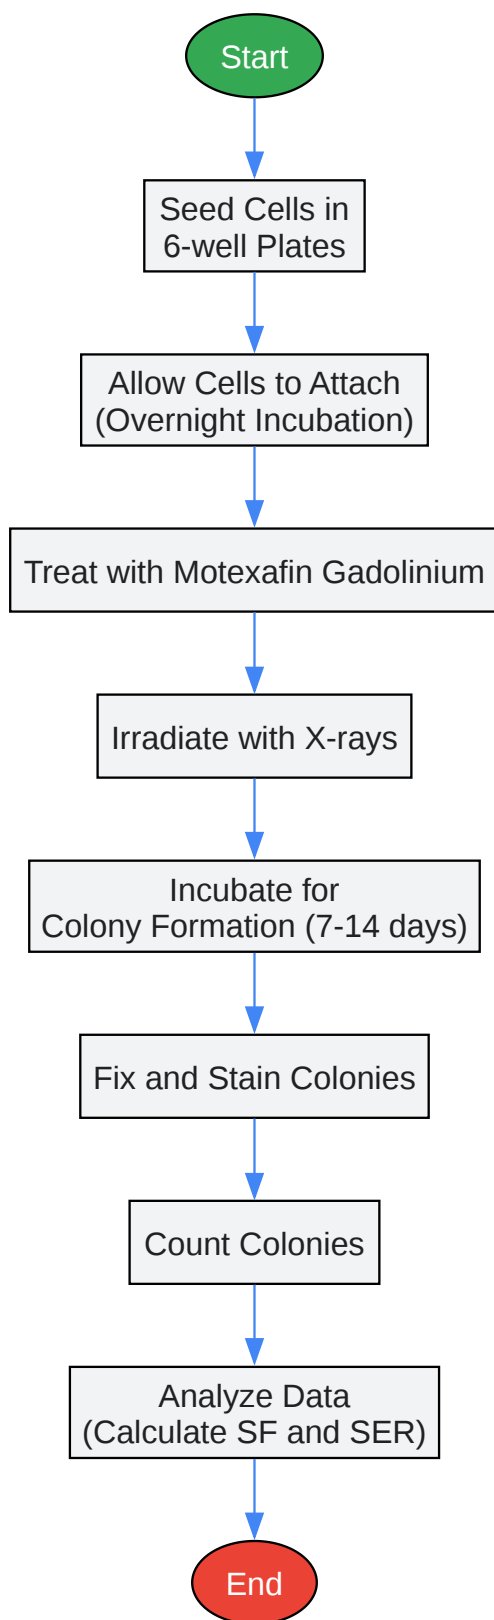 Start
Seed Cells in
6-well Plates
Allow Cells to Attach
(Overnight Incubation)
Treat with Motexafin Gadolinium
Irradiate with X-rays
Incubate for
Colony Formation (7-14 days)
Fix and Stain Colonies
Count Colonies
Analyze Data
(Calculate SF and SER)
End